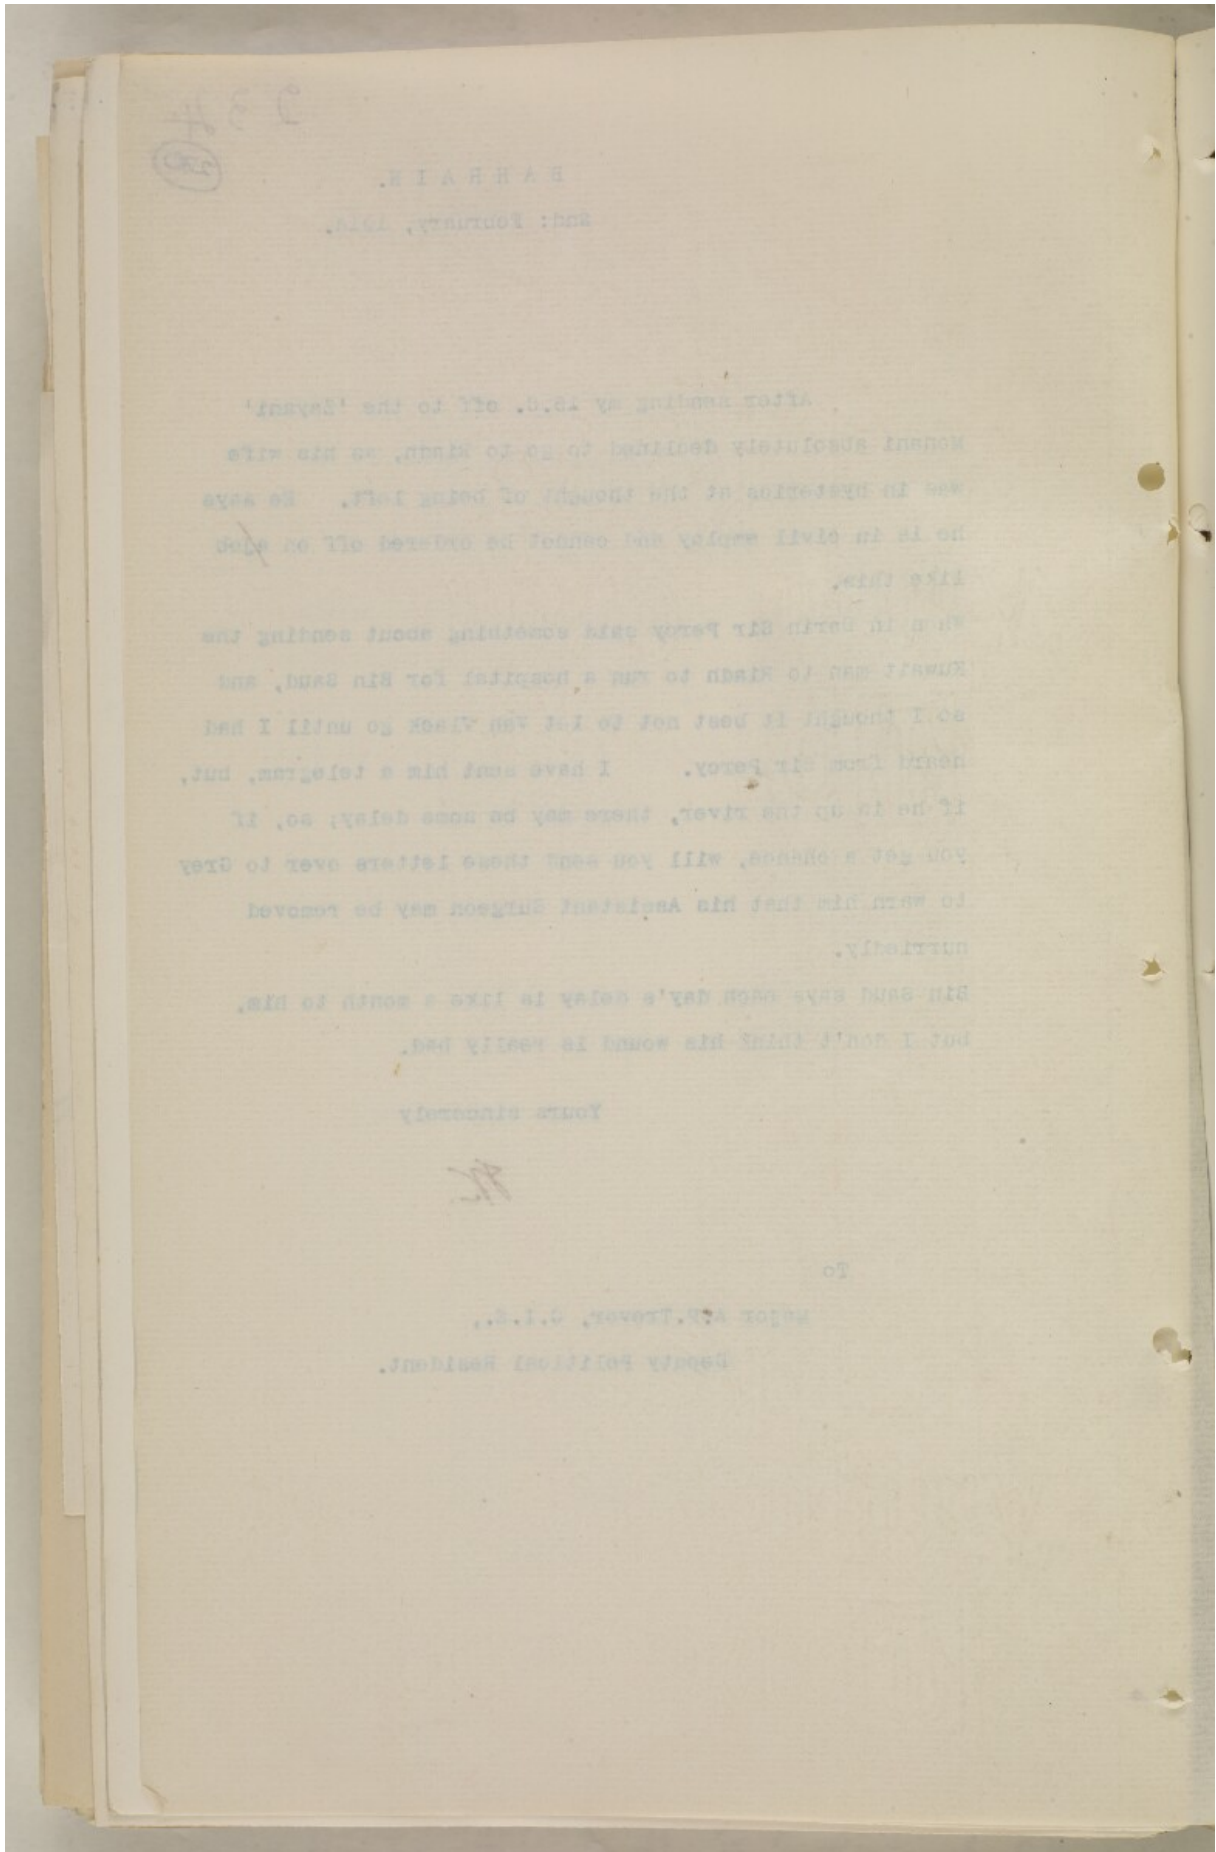 BAHRAIN.
2nd: February,
After sending my off to the 'Zayani'
absolutely declined to go to Riadh, as his wife
was in hysterics at the thought of being left. He says
he is in civil employ and cannot be ordered off on a job
like this.
When in Darin Sir Percy said something about sending the
Kuwait man to Riadh to run a hospital for Bin Saud, and
so I thought it best not to let Van Vlack go until I had
heard from Sir Percy. I have sent him a telegram, but,
if he is up the river, there may be some delay; so, if
you get a chance, will you send these letters over to Grey
to warn him that his Assistant Surgeon may be removed
hurriedly.
Bin Saud says each day's delay is like a month to him,
but I don't think his wound is really bad.
Yours sincerely
To
Major A.P.Trevor, C.I.E.,
Deputy Political Resident.